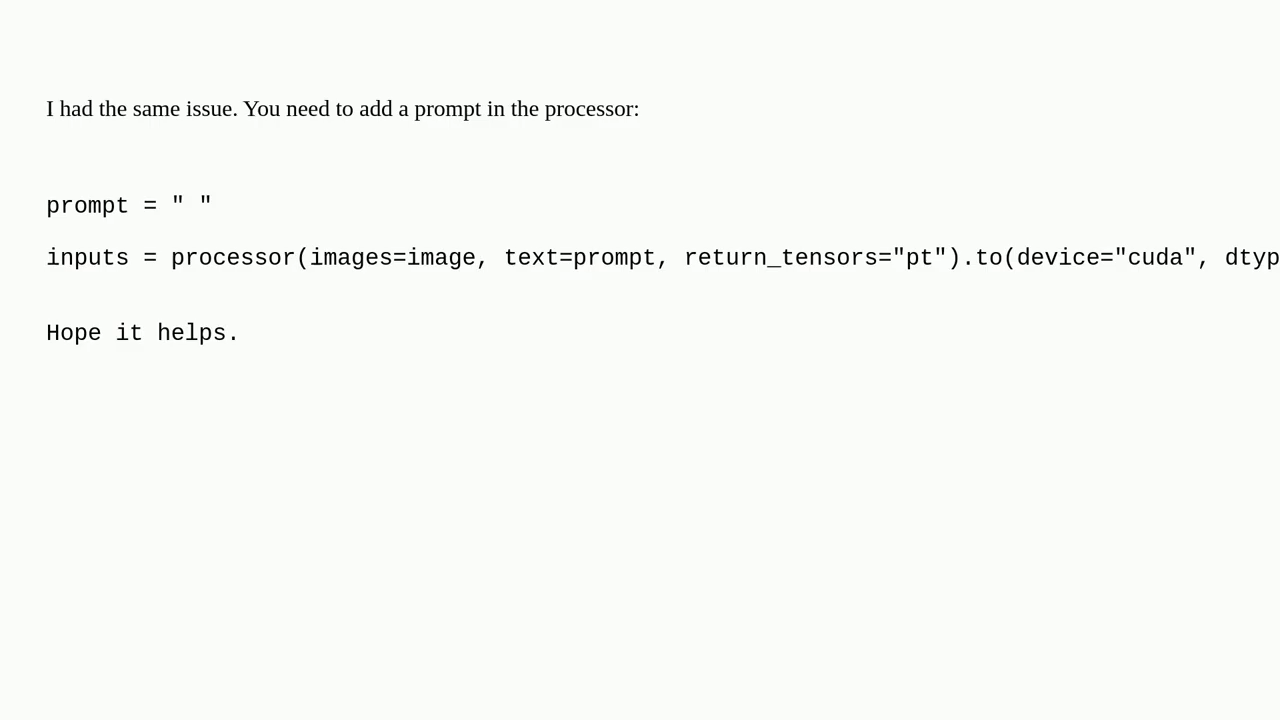 I had the same issue. You need to add a prompt in the processor:
prompt = " "
inputs = processor(images=image, text=prompt, return_tensors="pt").to(device="cuda", dtyp
Hope it helps.